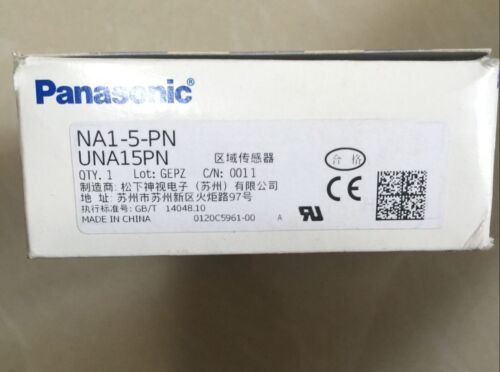 Panasonic
NA1-5-PN
UNA15PN 区域传感器 合格
QTY. 1 Lot: GEPZ C/N: 0011
制造商: 松下神视电子（苏州）有限公司
地 址: 苏州市苏州新区火炬路97号
执行标准号: GB/T 14048.10
MADE IN CHINA 0120C5961-00 A